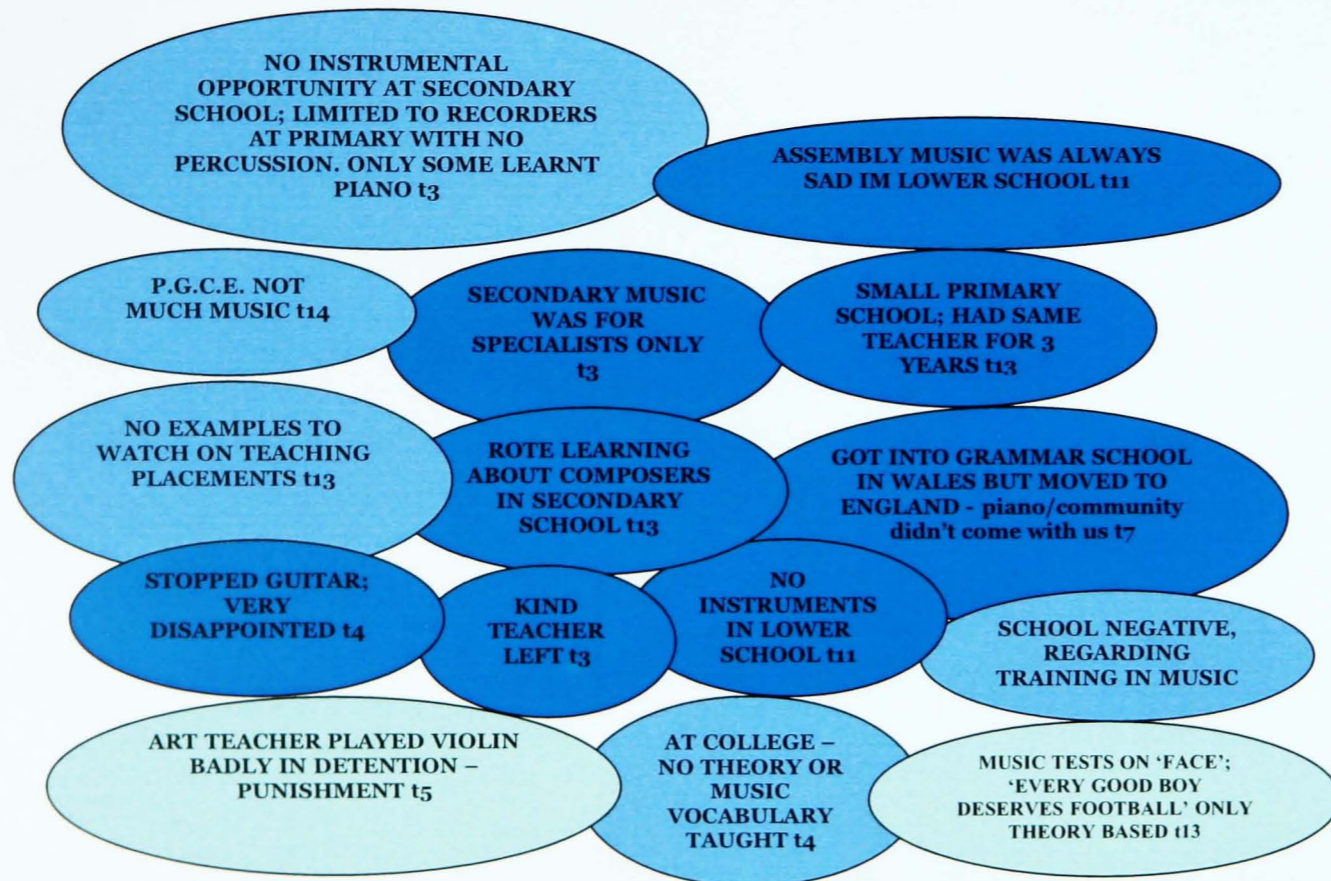 NO INSTRUMENTAL
OPPORTUNITY AT SECONDARY
SCHOOL; LIMITED TO RECORDERS
AT PRIMARY WITH NO
PERCUSSION. ONLY SOME LEARNT
PIANO t3
ASSEMBLY MUSIC WAS ALWAYS
SAD IM LOWER SCHOOL t11
P.G.C.E. NOT
MUCH MUSIC t14
SECONDARY MUSIC
WAS FOR
SPECIALISTS ONLY
t3
SMALL PRIMARY
SCHOOL; HAD SAME
TEACHER FOR 3
YEARS t13
NO EXAMPLES TO
WATCH ON TEACHING
PLACEMENTS t13
ROTE LEARNING
ABOUT COMPOSERS
IN SECONDARY
SCHOOL t13
GOT INTO GRAMMAR SCHOOL
IN WALES BUT MOVED TO
ENGLAND - piano/community
didn't come with us t7
STOPPED GUITAR;
VERY
DISAPPOINTED t4
KIND
TEACHER
LEFT t3
NO
INSTRUMENTS
IN LOWER
SCHOOL t11
SCHOOL NEGATIVE,
REGARDING
TRAINING IN MUSIC
ART TEACHER PLAYED VIOLIN
BADLY IN DETENTION –
PUNISHMENT t5
AT COLLEGE –
NO THEORY OR
MUSIC
VOCABULARY
TAUGHT t4
MUSIC TESTS ON ‘FACE’;
‘EVERY GOOD BOY
DESERVES FOOTBALL’ ONLY
THEORY BASED t13